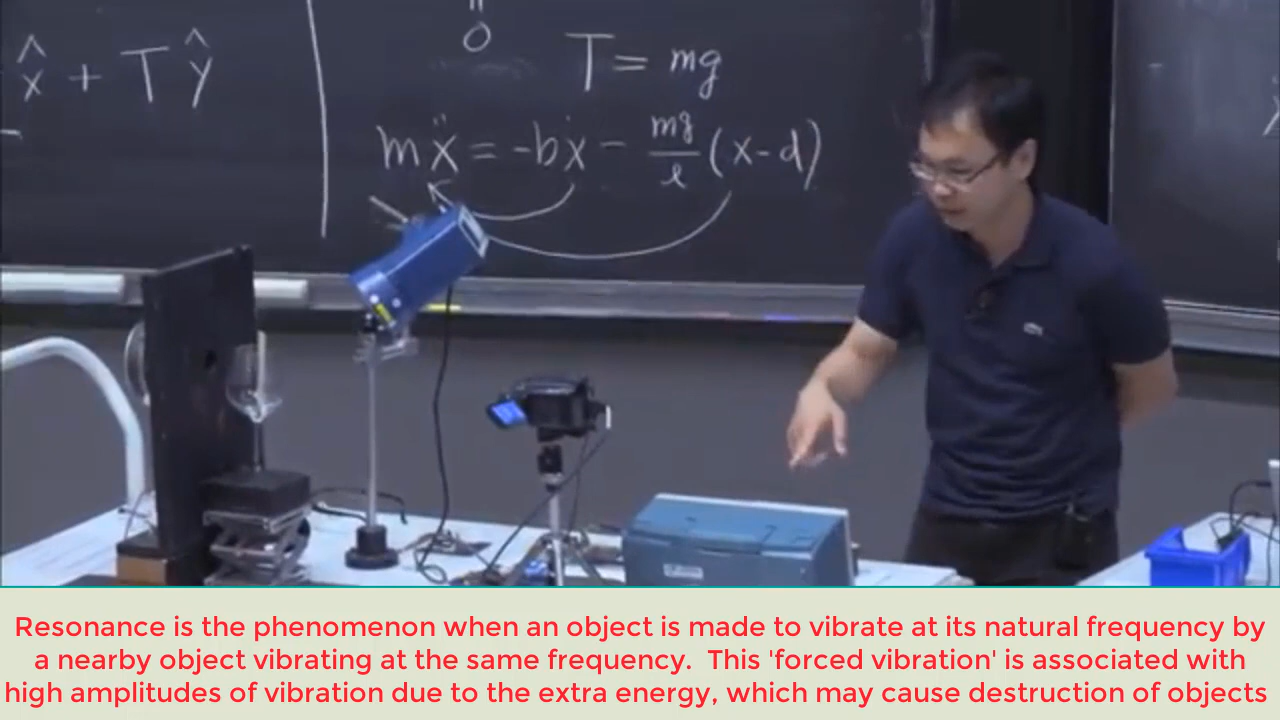 0
x̂ + T ŷ
T = mg
mẍ = -bẋ - mg/l (x-d)
Resonance is the phenomenon when an object is made to vibrate at its natural frequency by
a nearby object vibrating at the same frequency.  This 'forced vibration' is associated with
high amplitudes of vibration due to the extra energy, which may cause destruction of objects